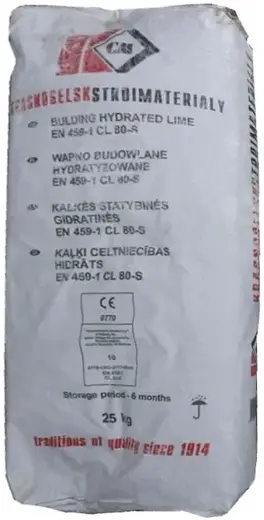 KRASNOSELSKSTROIMATERIALY
BUILDING HYDRATED LIME
EN 459-1 CL 80-S
WAPNO BUDOWLANE
HYDRATYZOWANE
EN 459-1 CL 80-S
KALKĖS STATYBINĖS
GIDRATINĖS
EN 459-1 CL 80-S
KAĻĶI CELTNIECĪBAS
HIDRĀTS
EN 459-1 CL 80-S
CE
0770
Storage period - 6 months
25 kg
traditions of quality since 1914